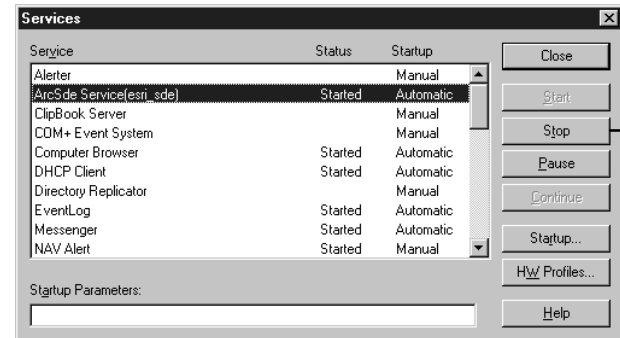 Services
Service Status Startup
Alerter Manual
ArcSde Service(esri_sde) Started Automatic
ClipBook Server Manual
COM+ Event System Manual
Computer Browser Started Automatic
DHCP Client Started Automatic
Directory Replicator Manual
EventLog Started Automatic
Messenger Started Automatic
NAV Alert Started Manual
Startup Parameters:
Close
Start
Stop
Pause
Continue
Startup...
HW Profiles...
Help